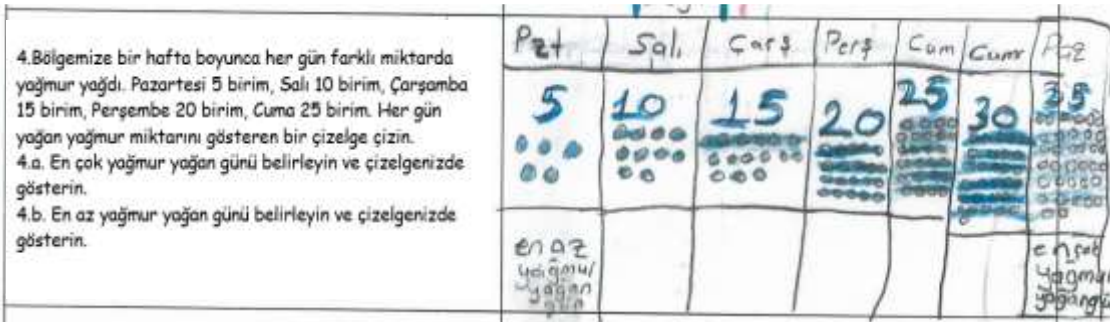 4.Bölgemize bir hafta boyunca her gün farklı miktarda
yağmur yağdı. Pazartesi 5 birim, Salı 10 birim, Çarşamba
15 birim, Perşembe 20 birim, Cuma 25 birim. Her gün
yağan yağmur miktarını gösteren bir çizelge çizin.
4.a. En çok yağmur yağan günü belirleyin ve çizelgenizde
gösterin.
4.b. En az yağmur yağan günü belirleyin ve çizelgenizde
gösterin.
Pzt Salı Çarş Perş Cum Cumr Paz
5 10 15 20 25 30 35
en az
yağmur
yağan
gün
en çok
yağmur
yağan gü